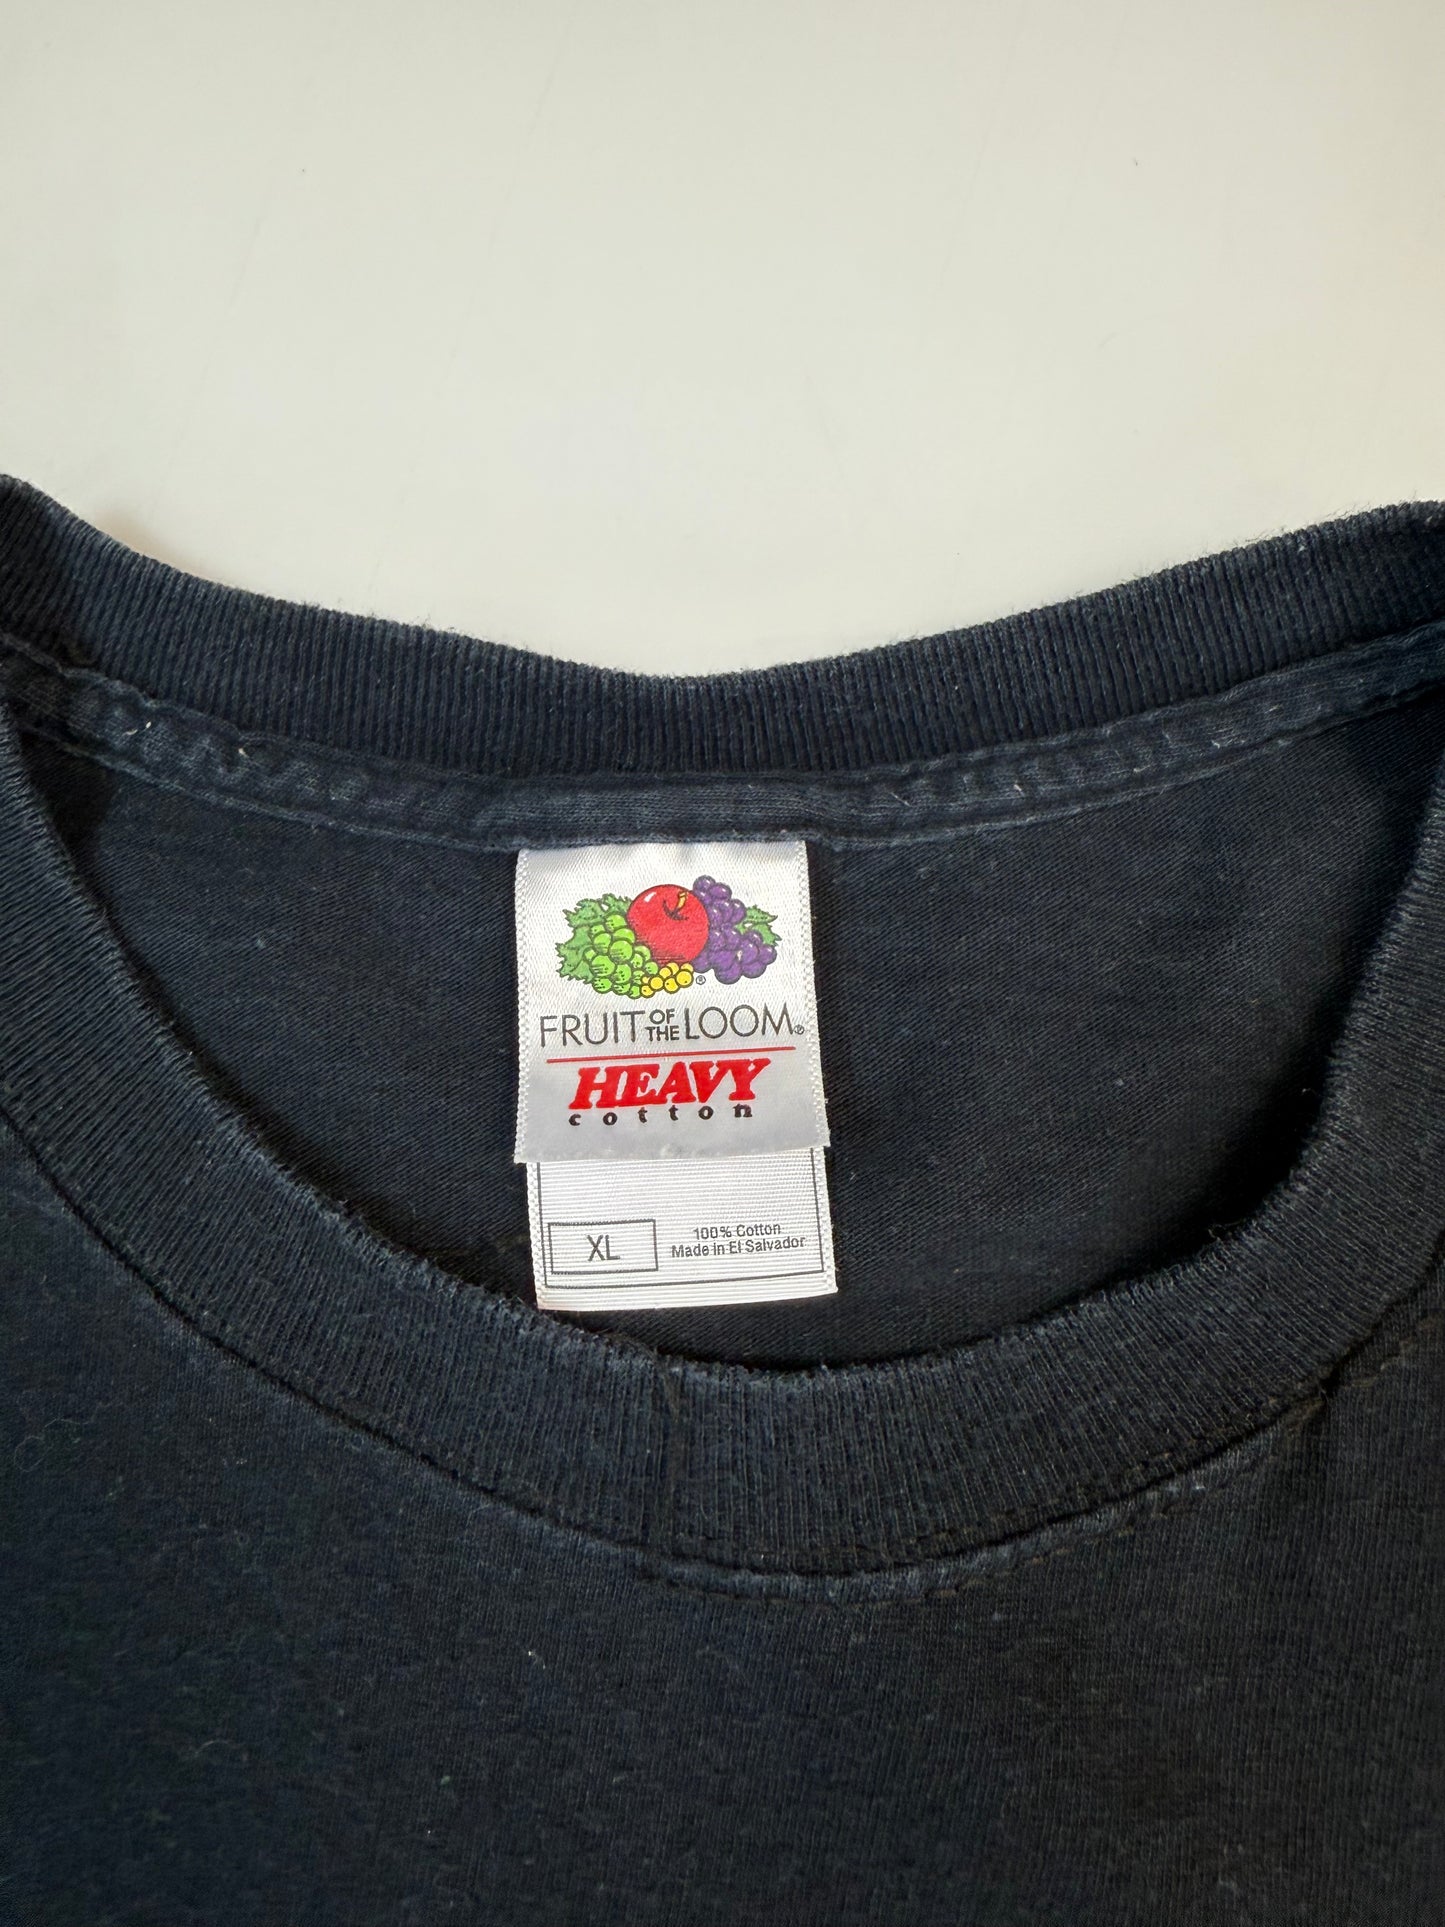 FRUIT OF THE LOOM®
HEAVY
cotton
XL
100% Cotton
Made in El Salvador